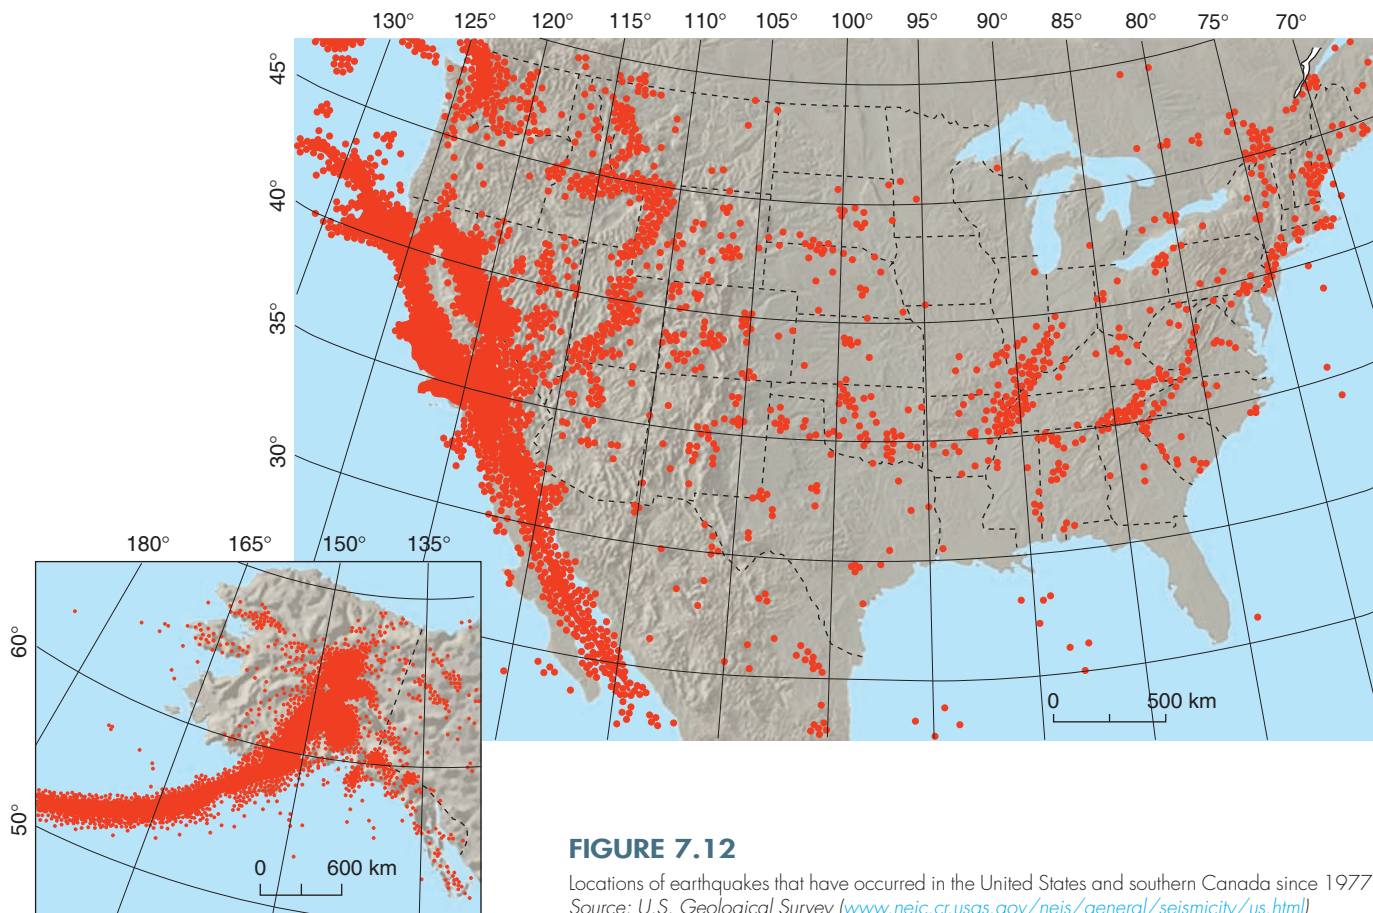 130° 125° 120° 115° 110° 105° 100° 95° 90° 85° 80° 75° 70°
45°
40°
35°
30°
0 500 km
180° 165° 150° 135°
60°
50°
0 600 km
FIGURE 7.12
Locations of earthquakes that have occurred in the United States and southern Canada since 1977
Source: U.S. Geological Survey (www.neic.cr.usgs.gov/neis/general/seismicity/us.html)